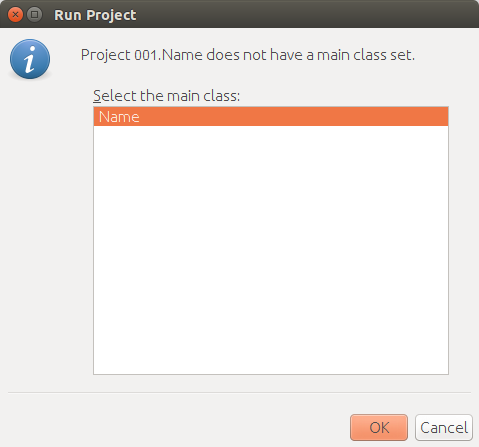 Run Project
Project 001.Name does not have a main class set.
Select the main class:
Name
OK
Cancel